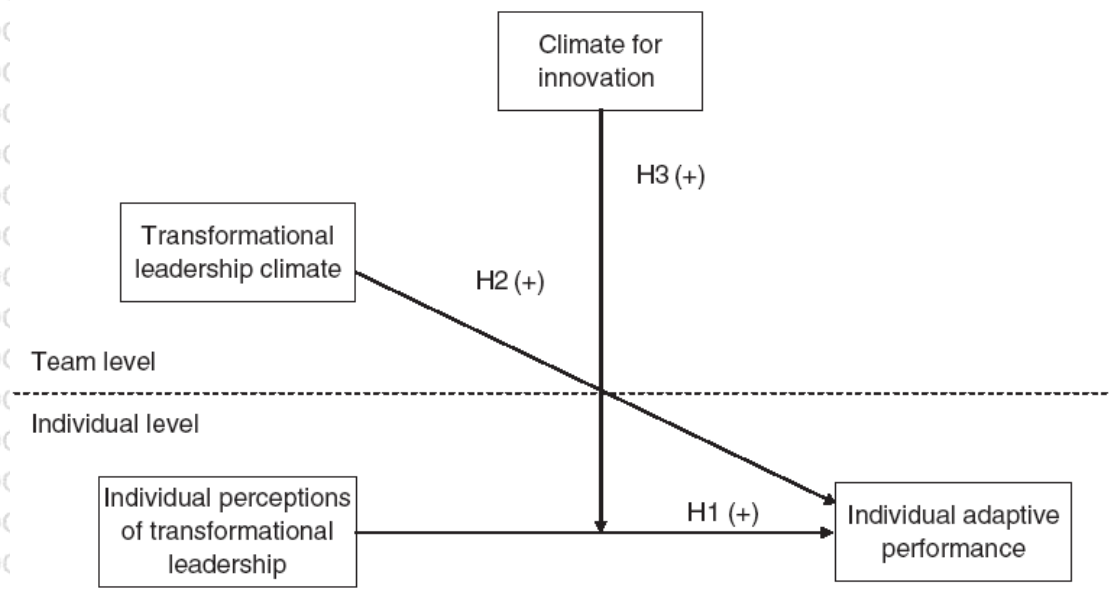 Climate for
innovation
H3 (+)
Transformational
leadership climate
H2 (+)
Team level
Individual level
Individual perceptions
of transformational
leadership
H1 (+)
Individual adaptive
performance